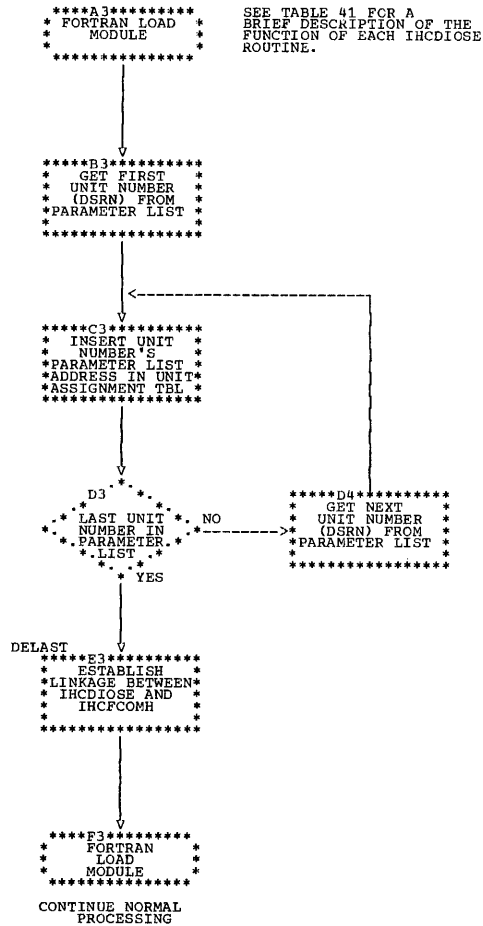 ****A3*********
* FORTRAN LOAD *
* MODULE *
* *
***************
SEE TABLE 41 FOR A
BRIEF DESCRIPTION OF THE
FUNCTION OF EACH IHCDIOSE
ROUTINE.
*****B3**********
* GET FIRST *
* UNIT NUMBER *
* (DSRN) FROM *
*PARAMETER LIST *
* *
*****************
*****C3**********
* INSERT UNIT *
* NUMBER'S *
*PARAMETER LIST *
*ADDRESS IN UNIT*
*ASSIGNMENT TBL *
*****************
D3
LAST UNIT
NUMBER IN
PARAMETER
LIST
NO
YES
*****D4**********
* GET NEXT *
* UNIT NUMBER *
* (DSRN) FROM *
*PARAMETER LIST *
* *
*****************
DELAST
*****E3**********
* ESTABLISH *
*LINKAGE BETWEEN*
* IHCDIOSE AND *
* IHCFCOMH *
* *
*****************
****F3*********
* FORTRAN *
* LOAD *
* MODULE *
***************
CONTINUE NORMAL
PROCESSING